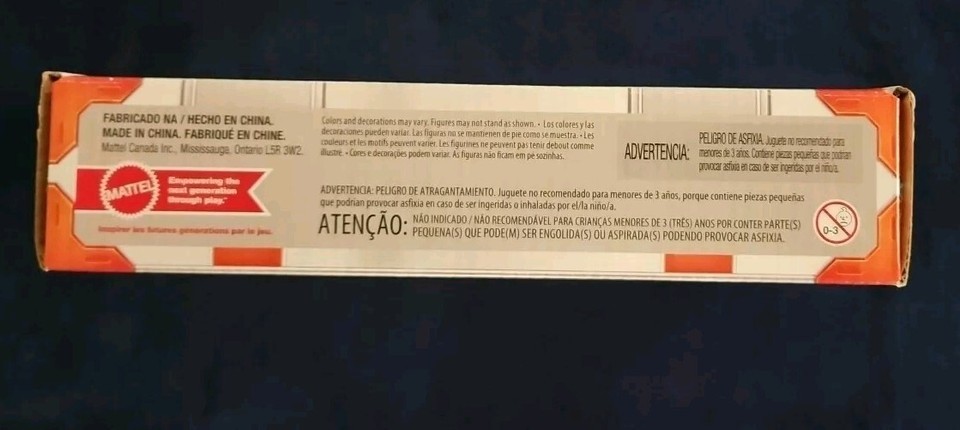 FABRICADO NA / HECHO EN CHINA.
MADE IN CHINA. FABRIQUÉ EN CHINE.
Mattel Canada Inc., Mississauga, Ontario L5R 3W2.
MATTEL
Empowering the
next generation
through play.™
Inspirer les futures générations par le jeu.
Colors and decorations may vary. Figures may not stand as shown. • Los colores y las
decoraciones pueden variar. Las figuras no se mantienen de pie como se muestra. • Les
couleurs et les motifs peuvent varier. Les figurines ne peuvent pas tenir debout comme
illustré. • Cores e decorações podem variar. As figuras não ficam em pé sozinhas.
ADVERTENCIA:
PELIGRO DE ASFIXIA. Juguete no recomendado para
menores de 3 años. Contiene piezas pequeñas que podrían
provocar asfixia en caso de ser ingeridas por el niño/a.
ADVERTENCIA: PELIGRO DE ATRAGANTAMIENTO. Juguete no recomendado para menores de 3 años, porque contiene piezas pequeñas
que podrían provocar asfixia en caso de ser ingeridas o inhaladas por el/la niño/a.
ATENÇÃO:
NÃO INDICADO / NÃO RECOMENDÁVEL PARA CRIANÇAS MENORES DE 3 (TRÊS) ANOS POR CONTER PARTE(S)
PEQUENA(S) QUE PODE(M) SER ENGOLIDA(S) OU ASPIRADA(S) PODENDO PROVOCAR ASFIXIA.
0-3